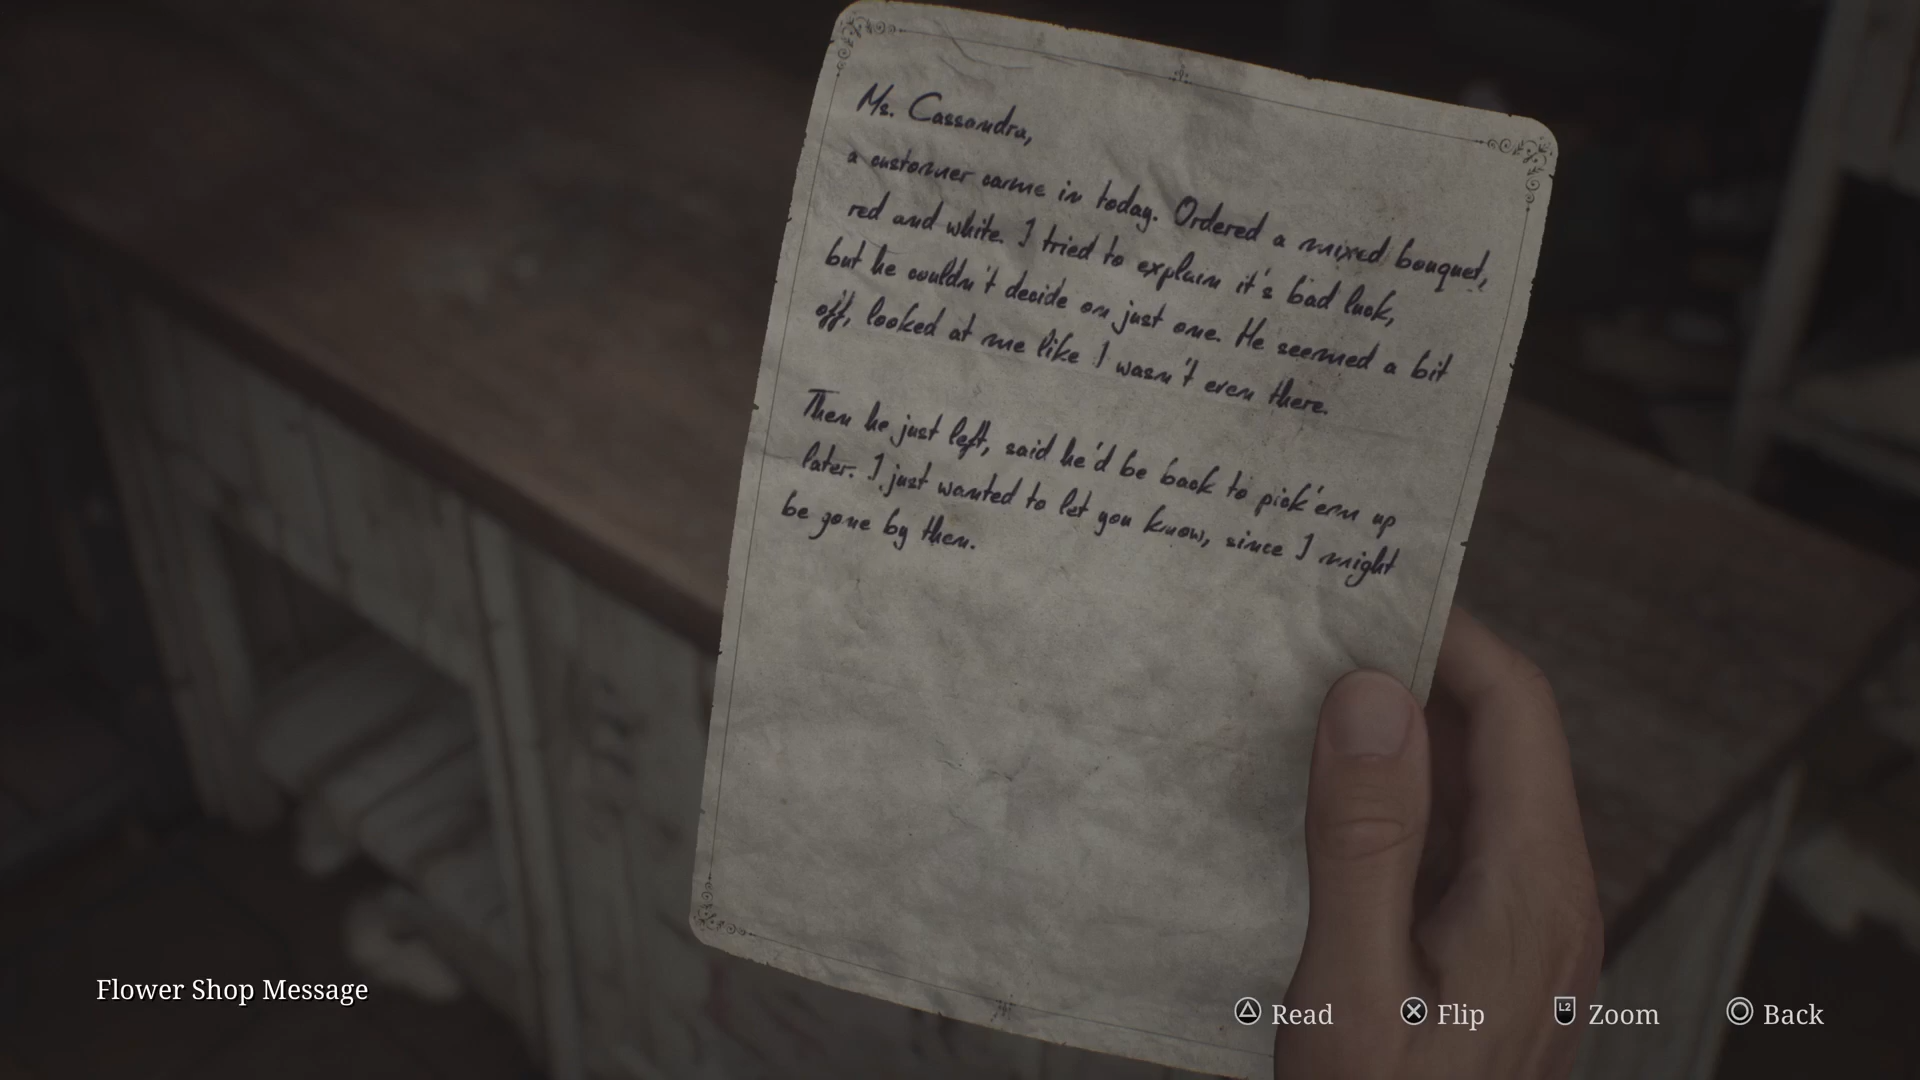 Ms. Cassandra,
a customer came in today. Ordered a mixed bouquet,
red and white. I tried to explain it's bad luck,
but he couldn't decide on just one. He seemed a bit
off, looked at me like I wasn't even there.
Then he just left, said he'd be back to pick'em up
later. I just wanted to let you know, since I might
be gone by then.
Flower Shop Message
Read
Flip
L2 Zoom
Back